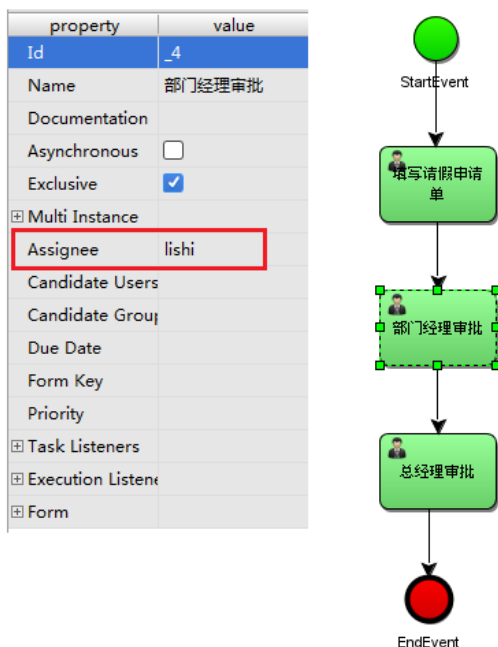 property value
Id _4
Name 部门经理审批
Documentation
Asynchronous
Exclusive
Multi Instance
Assignee lishi
Candidate Users
Candidate Grou
Due Date
Form Key
Priority
Task Listeners
Execution Listene
Form
StartEvent
填写请假申请
单
部门经理审批
总经理审批
EndEvent